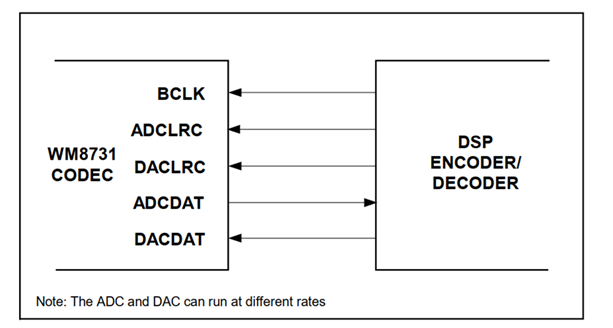 BCLK
ADCLRC
WM8731
CODEC
DACLRC
ADCDAT
DACDAT
DSP
ENCODER/
DECODER
Note: The ADC and DAC can run at different rates